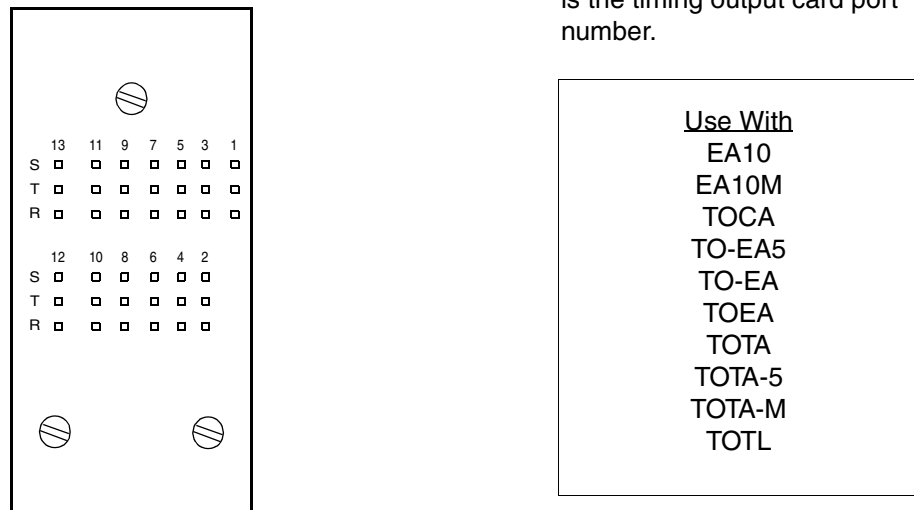 13 11 9 7 5 3 1
S
T
R
12 10 8 6 4 2
S
T
R
is the timing output card port
number.
Use With
EA10
EA10M
TOCA
TO-EA5
TO-EA
TOEA
TOTA
TOTA-5
TOTA-M
TOTL